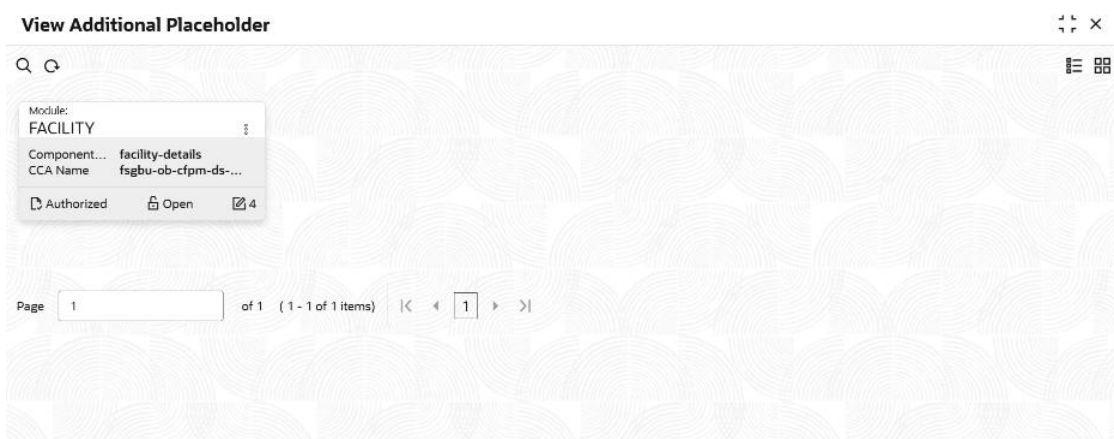 View Additional Placeholder
Module:
FACILITY
Component... facility-details
CCA Name fsgbu-ob-cfpm-ds-...
Authorized Open 4
Page 1 of 1 (1 - 1 of 1 items) 1